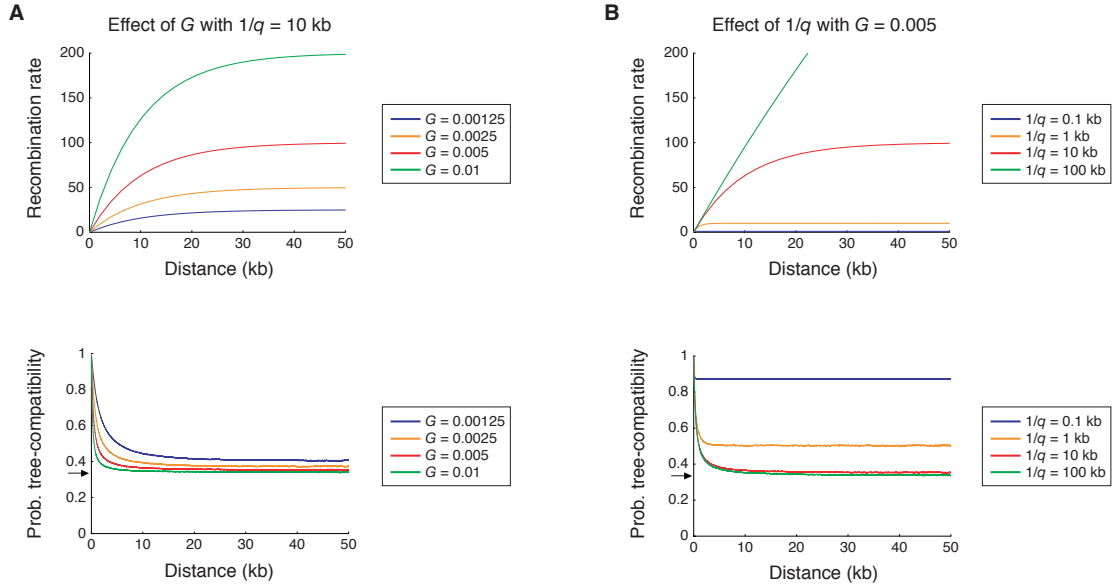 A
Effect of G with 1/q = 10 kb
Recombination rate
200
150
100
50
0
0 10 20 30 40 50
Distance (kb)
G = 0.00125
G = 0.0025
G = 0.005
G = 0.01
Prob. tree-compatibility
1
0.8
0.6
0.4
0.2
0
0 10 20 30 40 50
Distance (kb)
G = 0.00125
G = 0.0025
G = 0.005
G = 0.01
B
Effect of 1/q with G = 0.005
Recombination rate
200
150
100
50
0
0 10 20 30 40 50
Distance (kb)
1/q = 0.1 kb
1/q = 1 kb
1/q = 10 kb
1/q = 100 kb
Prob. tree-compatibility
1
0.8
0.6
0.4
0.2
0
0 10 20 30 40 50
Distance (kb)
1/q = 0.1 kb
1/q = 1 kb
1/q = 10 kb
1/q = 100 kb